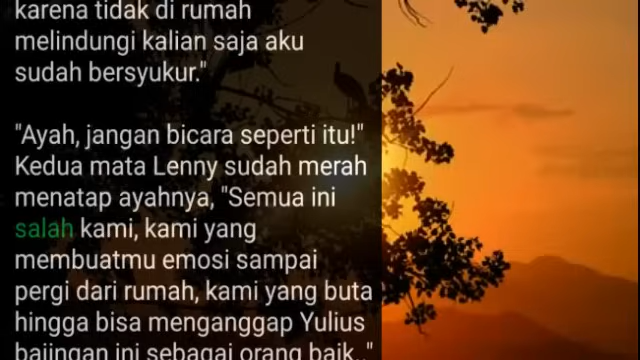 karena tidak di rumah
melindungi kalian saja aku
sudah bersyukur."
"Ayah, jangan bicara seperti itu!"
Kedua mata Lenny sudah merah
menatap ayahnya, "Semua ini
salah kami, kami yang
membuatmu emosi sampai
pergi dari rumah, kami yang buta
hingga bisa menganggap Yulius
bajingan ini sebagai orang baik.."